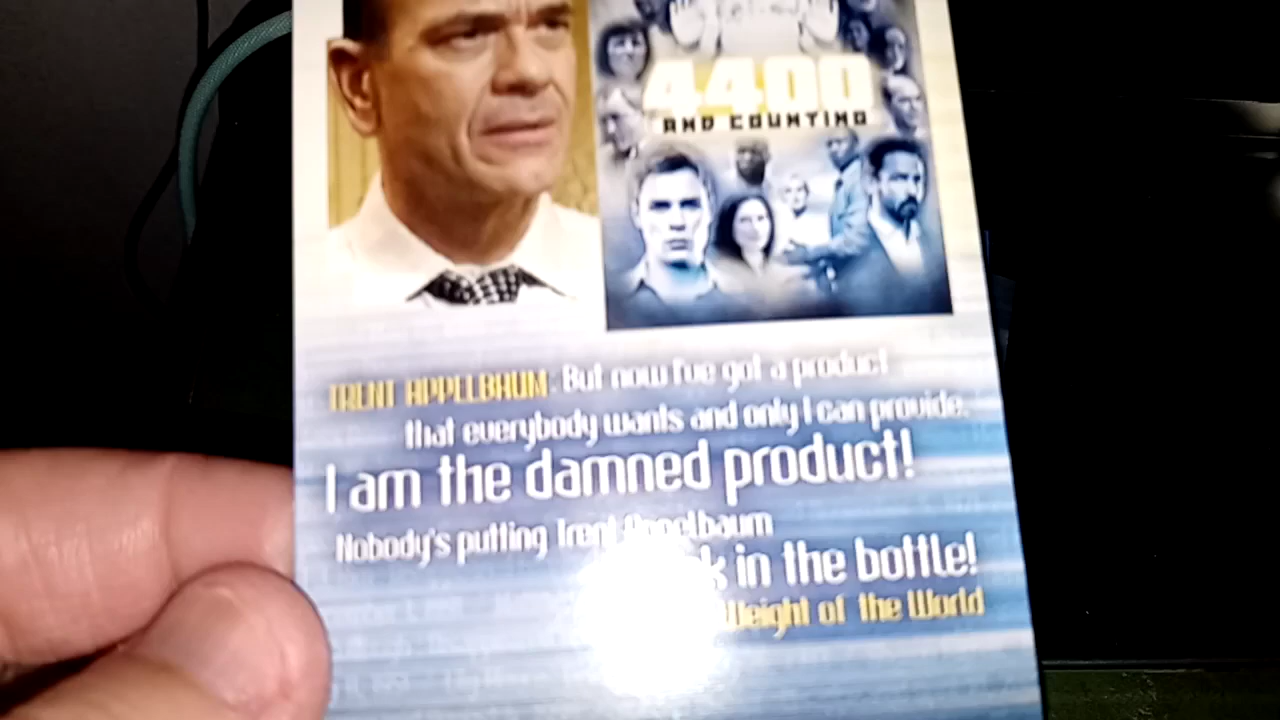 4400
AND COUNTING
TRENT APPELBAUM: But now I've got a product
that everybody wants and only I can provide.
I am the damned product!
Nobody's putting Trent Appelbaum
in the bottle!
Weight of the World